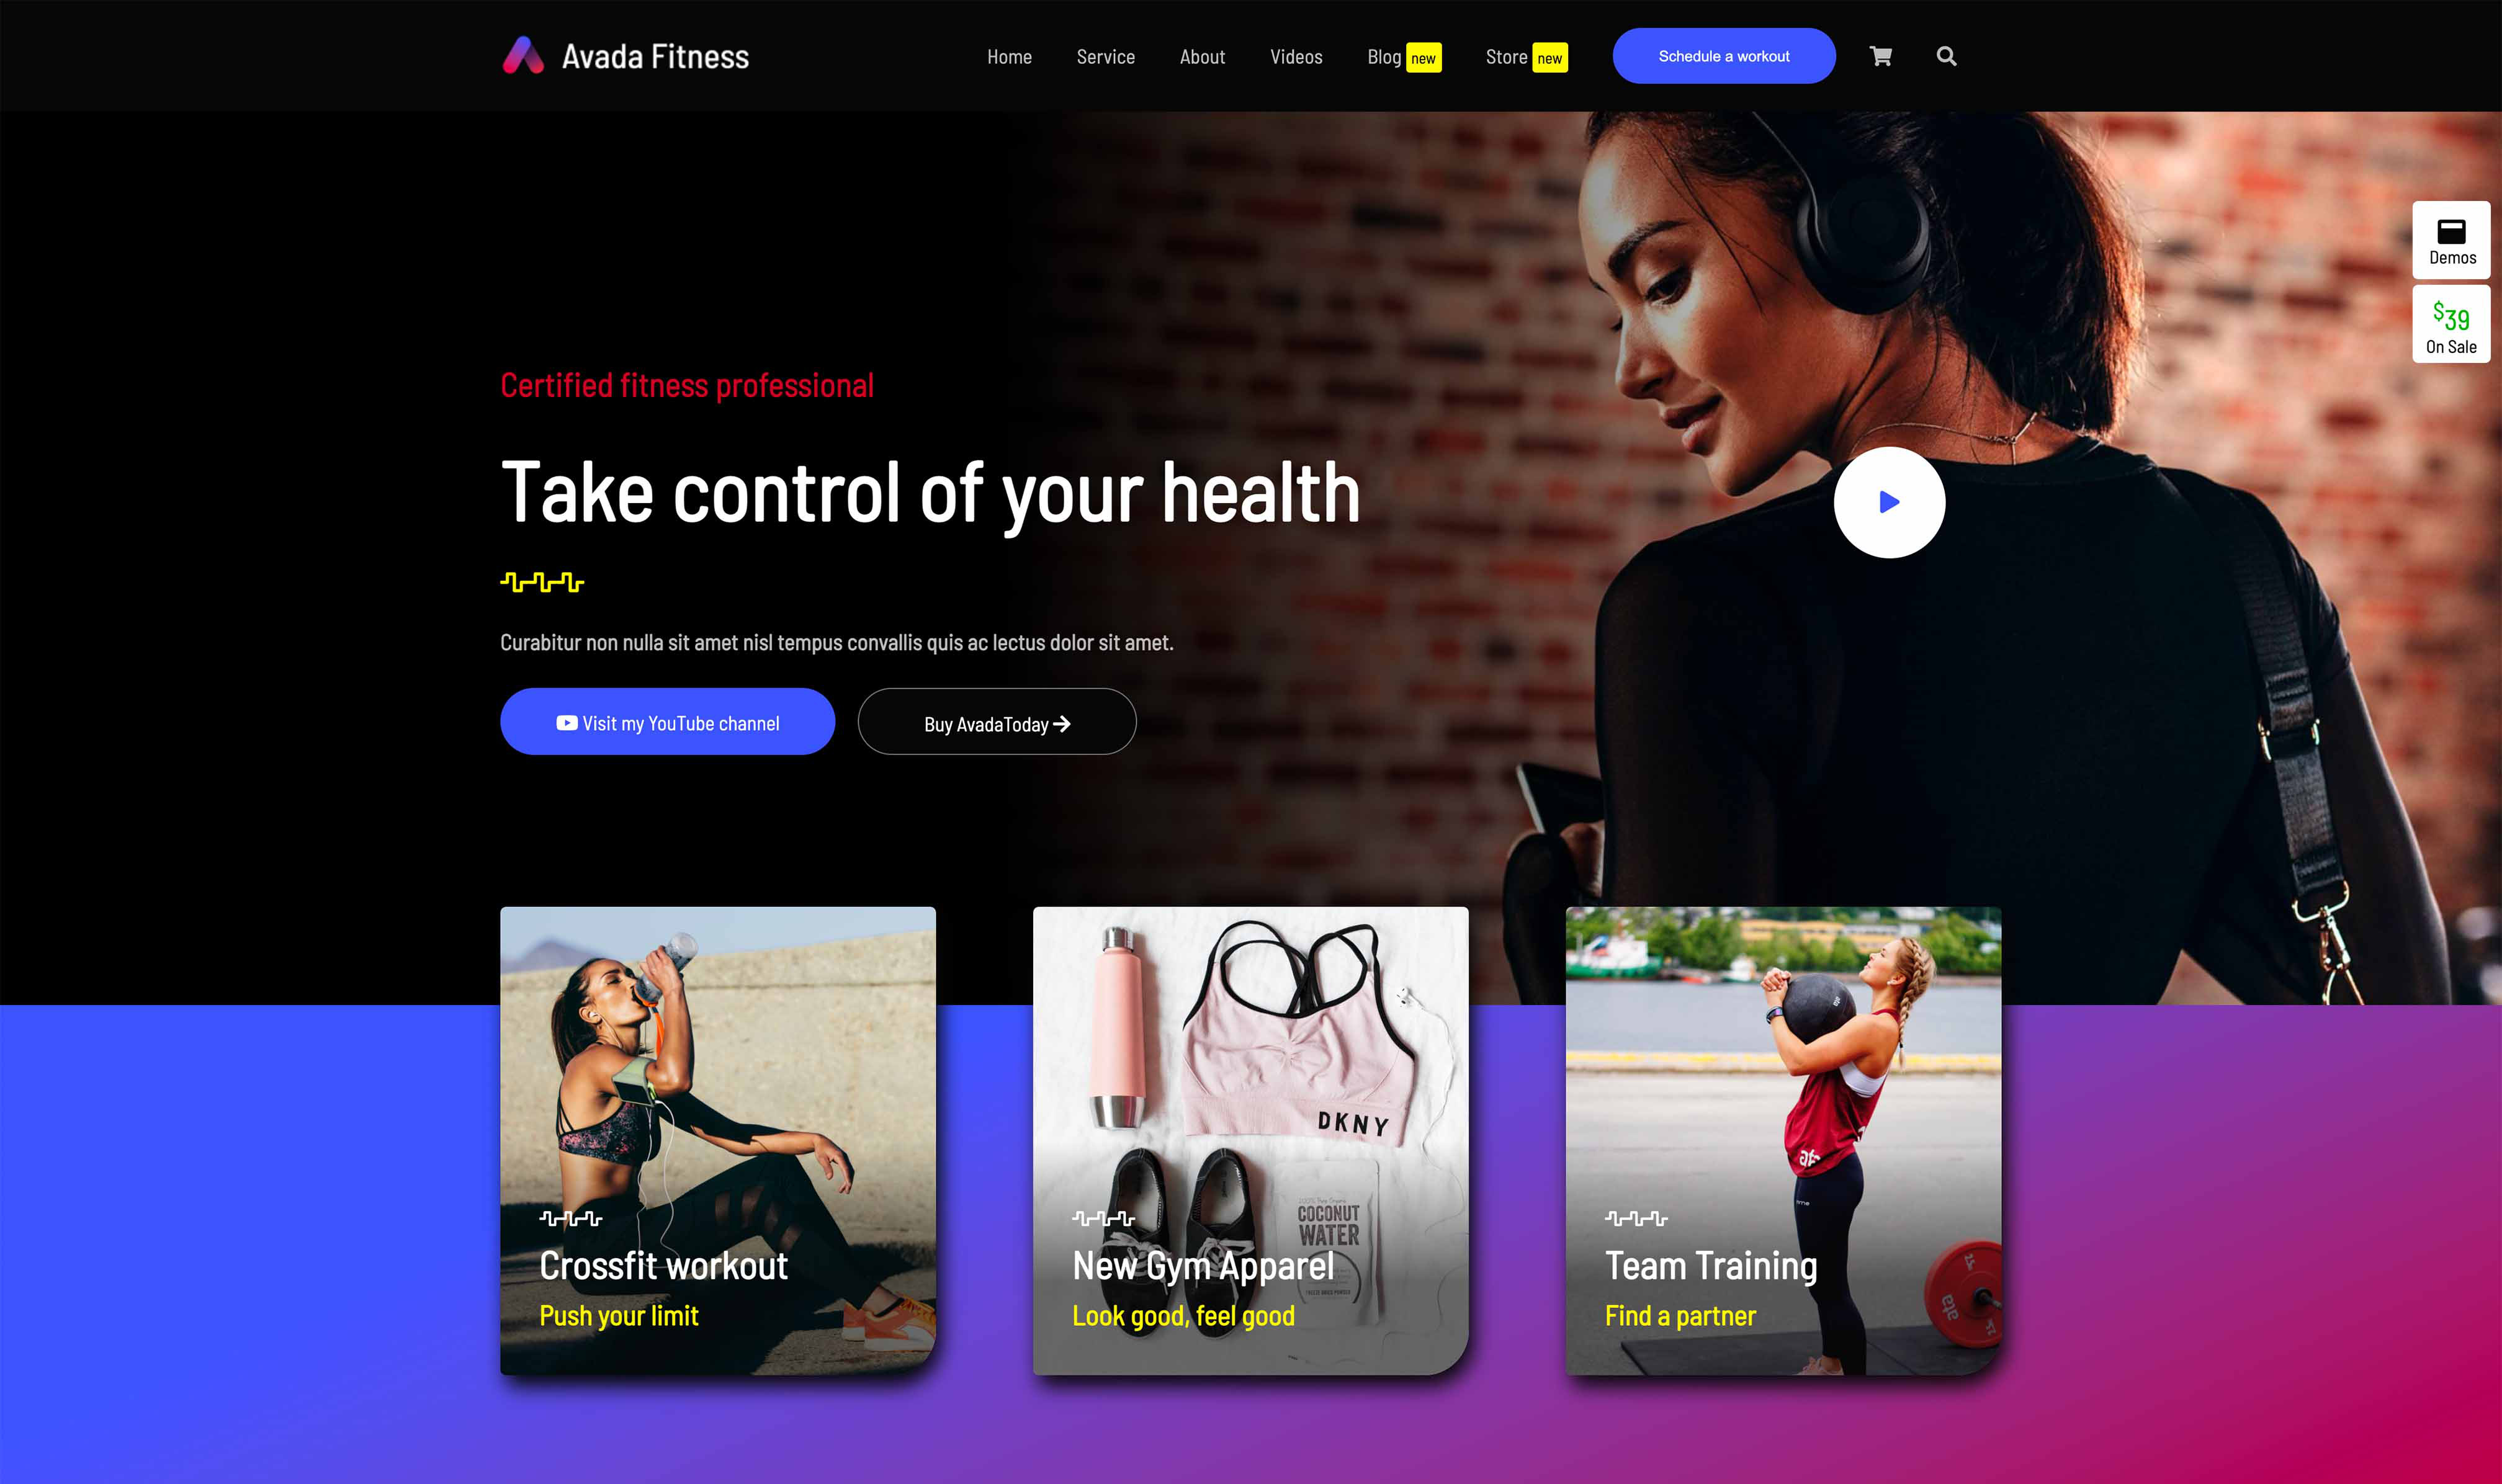 Avada Fitness
Home Service About Videos Blog new Store new Schedule a workout
Demos
$39
On Sale
Certified fitness professional
Take control of your health
Curabitur non nulla sit amet nisl tempus convallis quis ac lectus dolor sit amet.
Visit my YouTube channel
Buy AvadaToday
DKNY
COCONUT
WATER
Crossfit workout
Push your limit
New Gym Apparel
Look good, feel good
Team Training
Find a partner